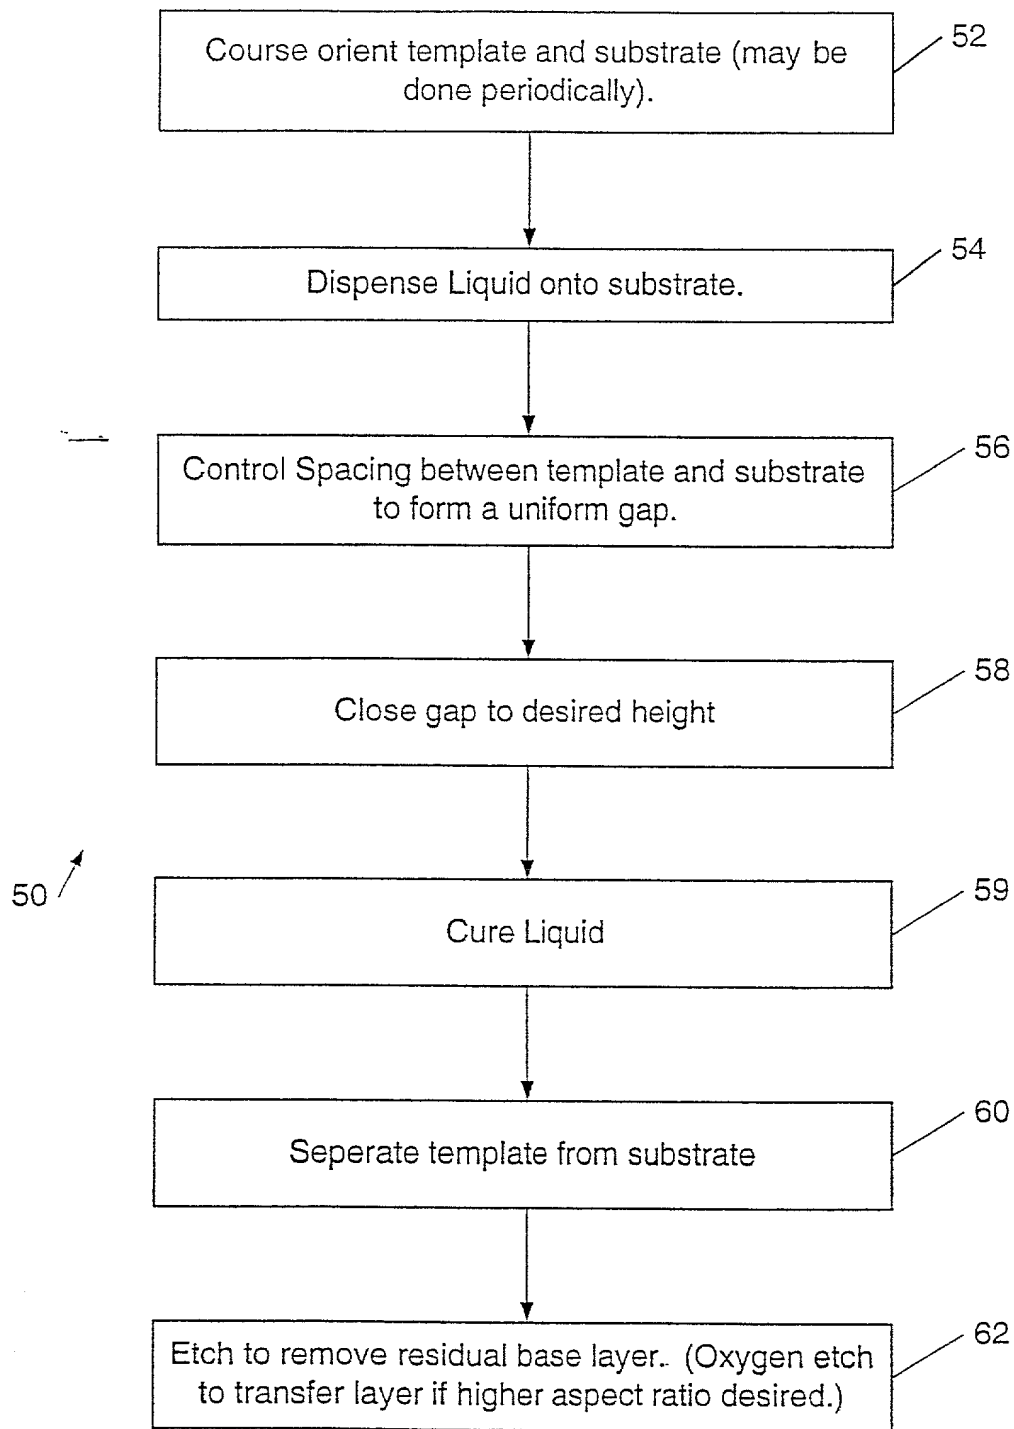 Course orient template and substrate (may be
done periodically).
52
Dispense Liquid onto substrate.
54
Control Spacing between template and substrate
to form a uniform gap.
56
Close gap to desired height
58
50
Cure Liquid
59
Seperate template from substrate
60
Etch to remove residual base layer. (Oxygen etch
to transfer layer if higher aspect ratio desired.)
62